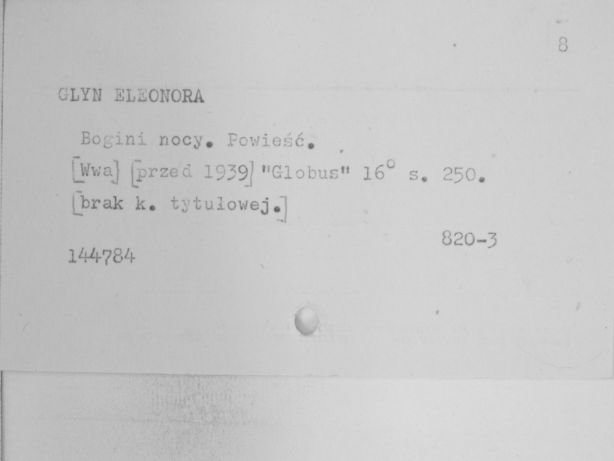 8
GLYN ELEONORA
Bogini nocy. Powieść.
[Wwa] [przed 1939] "Globus" 16° s. 250.
[brak k. tytułowej.]
820-3
144784